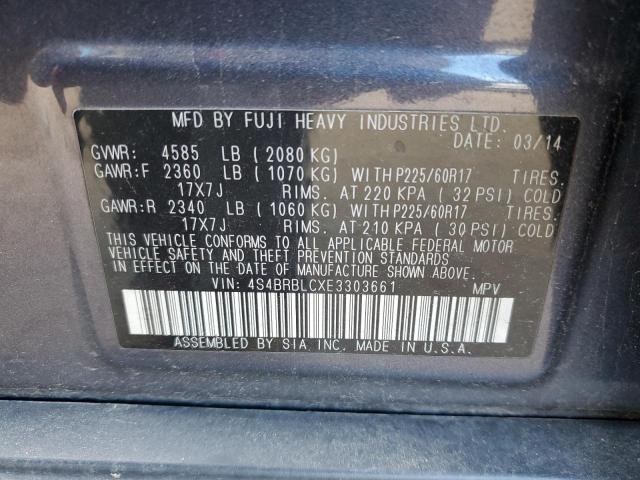 MFD BY FUJI HEAVY INDUSTRIES LTD.
DATE: 03/14
GVWR: 4585 LB (2080 KG)
GAWR:F 2360 LB (1070 KG) WITH P225/60R17 TIRES.
17X7J RIMS. AT 220 KPA (32 PSI) COLD
GAWR:R 2340 LB (1060 KG) WITH P225/60R17 TIRES.
17X7J RIMS. AT 210 KPA (30 PSI) COLD
THIS VEHICLE CONFORMS TO ALL APPLICABLE FEDERAL MOTOR
VEHICLE SAFETY AND THEFT PREVENTION STANDARDS
IN EFFECT ON THE DATE OF MANUFACTURE SHOWN ABOVE.
VIN: 4S4BRBLCXE3303661 MPV
ASSEMBLED BY SIA, INC. MADE IN U.S.A.